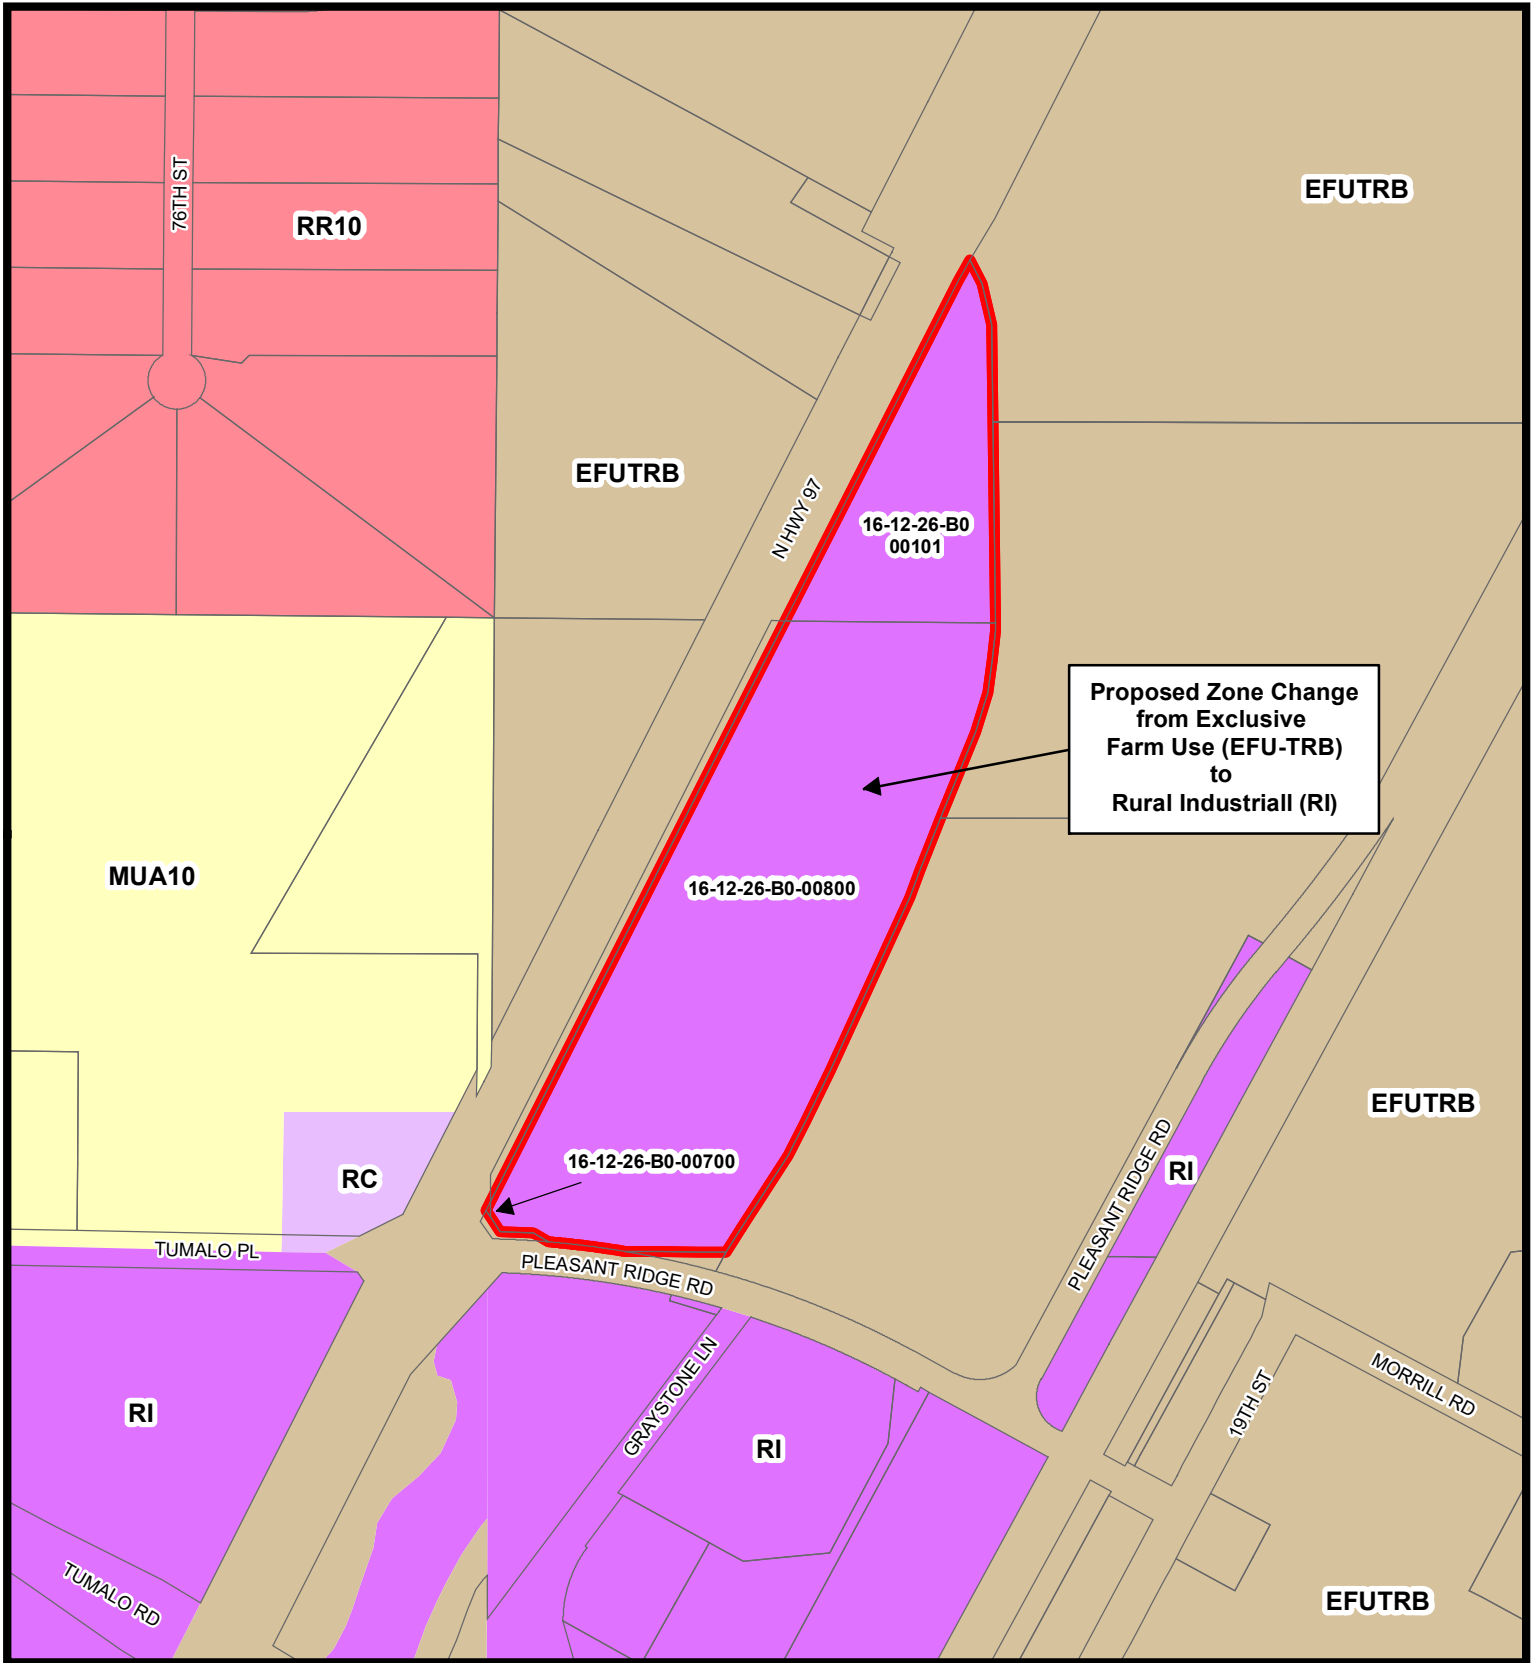 EFUTRB
76TH ST
RR10
EFUTRB
N HWY 97
16-12-26-B0
00101
Proposed Zone Change
from Exclusive
Farm Use (EFU-TRB)
to
Rural Industriall (RI)
MUA10
16-12-26-B0-00800
EFUTRB
16-12-26-B0-00700
RC
PLEASANT RIDGE RD
RI
TUMALO PL
PLEASANT RIDGE RD
GRAYSTONE LN
MORRILL RD
19TH ST
RI
RI
TUMALO RD
EFUTRB